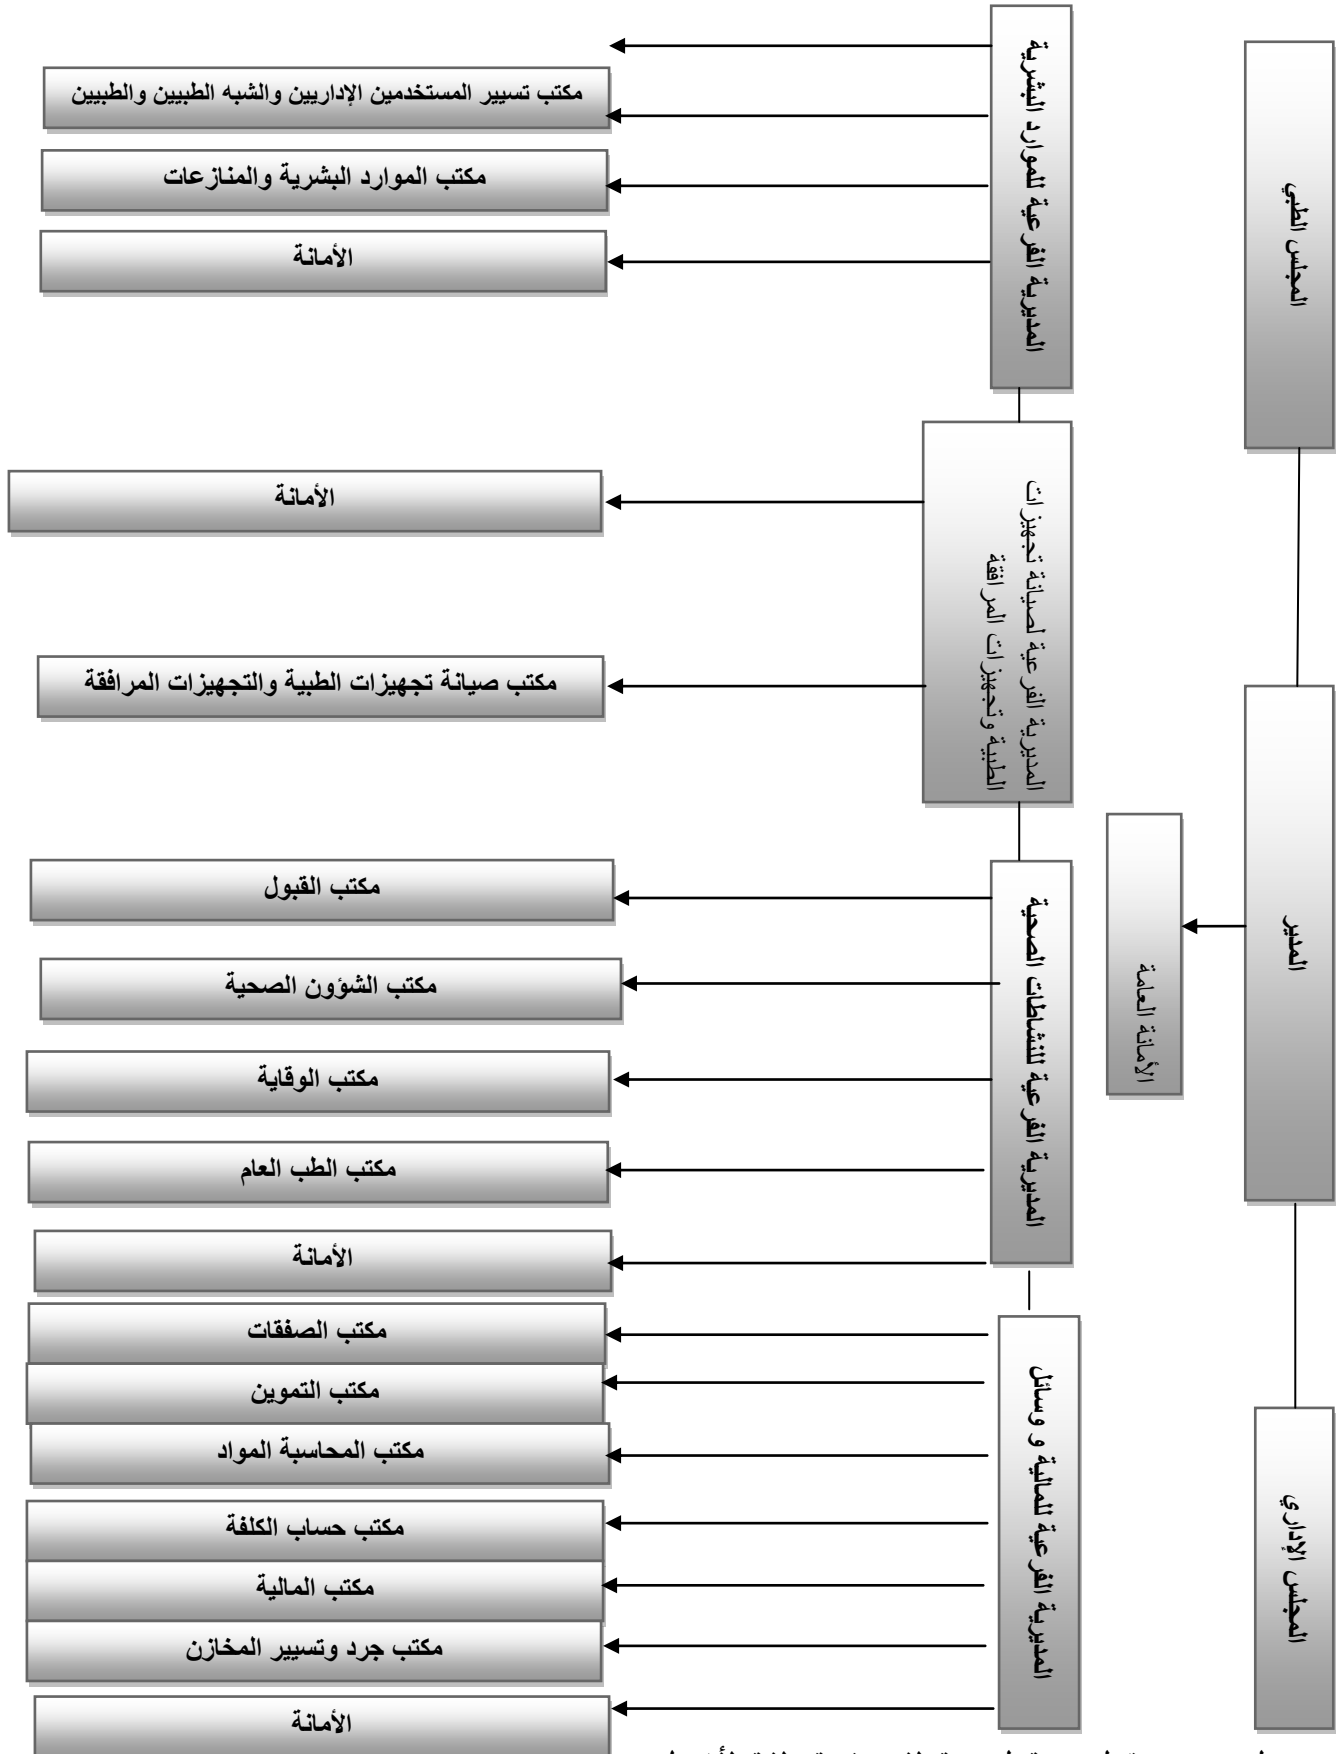 المجلس الطبي
المدير
المجلس الإداري
الأمانة العامة
المديرية الفرعية للموارد البشرية
مكتب تسيير المستخدمين الإداريين والشبه الطبيين والطبيين
مكتب الموارد البشرية والمنازعات
الأمانة
المديرية الفرعية لصيانة تجهيزات
الطبية وتجهيزات المرافقة
الأمانة
مكتب صيانة تجهيزات الطبية والتجهيزات المرافقة
المديرية الفرعية للنشاطات الصحية
مكتب القبول
مكتب الشؤون الصحية
مكتب الوقاية
مكتب الطب العام
الأمانة
المديرية الفرعية للمالية و وسائل
مكتب الصفقات
مكتب التموين
مكتب المحاسبة المواد
مكتب حساب الكلفة
مكتب المالية
مكتب جرد وتسيير المخازن
الأمانة